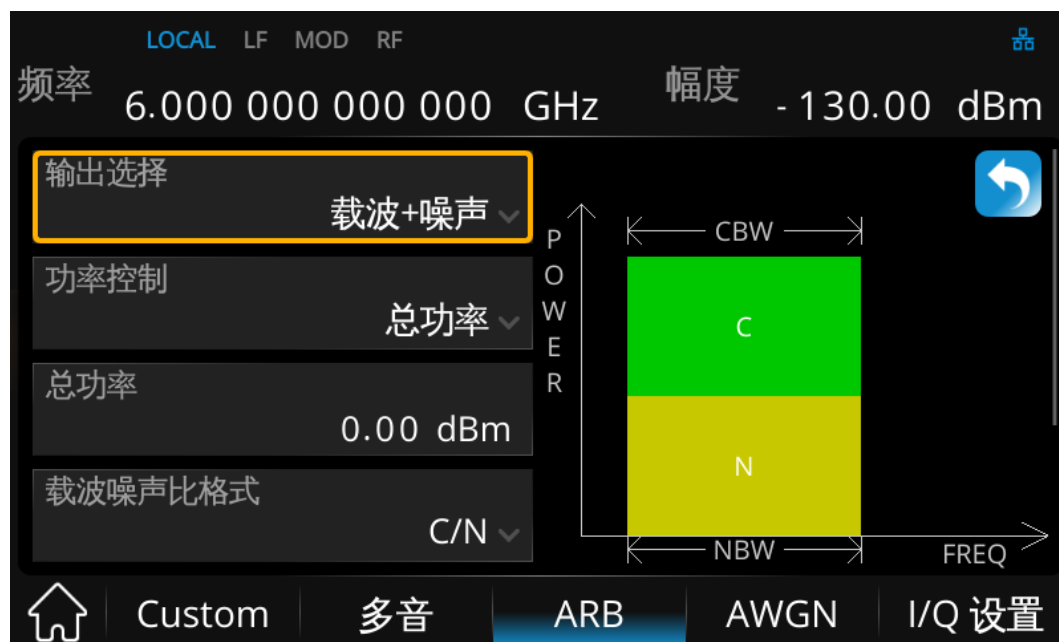 LOCAL LF MOD RF
频率 6.000 000 000 000 GHz 幅度 -130.00 dBm
输出选择
载波+噪声
功率控制
总功率
总功率
0.00 dBm
载波噪声比格式
C/N
POWER
CBW
C
N
NBW
FREQ
Custom 多音 ARB AWGN I/Q 设置